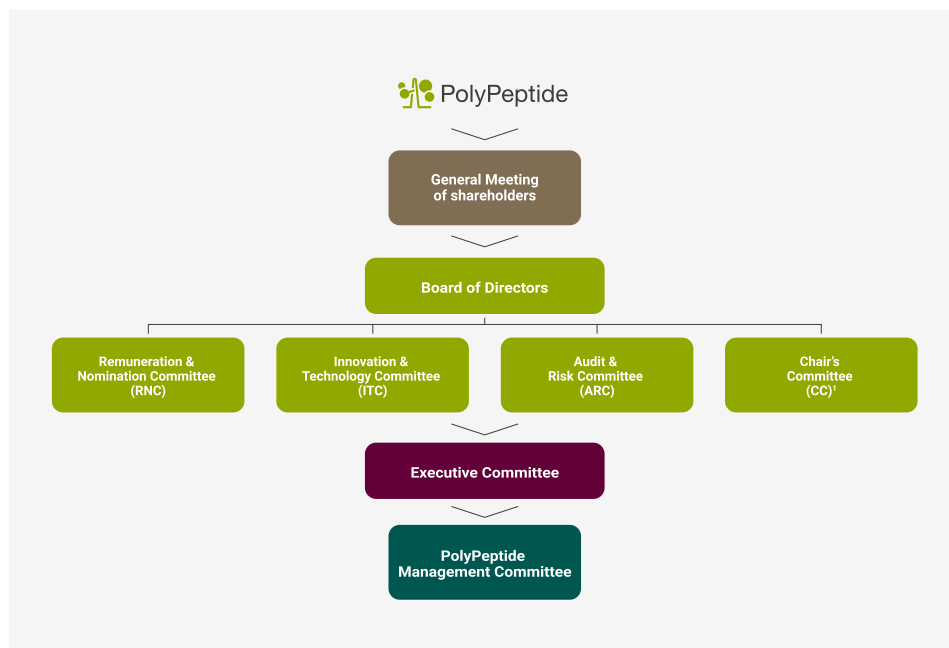 PolyPeptide
General Meeting
of shareholders
Board of Directors
Remuneration &
Nomination Committee
(RNC)
Innovation &
Technology Committee
(ITC)
Audit &
Risk Committee
(ARC)
Chair's
Committee
(CC)¹
Executive Committee
PolyPeptide
Management Committee